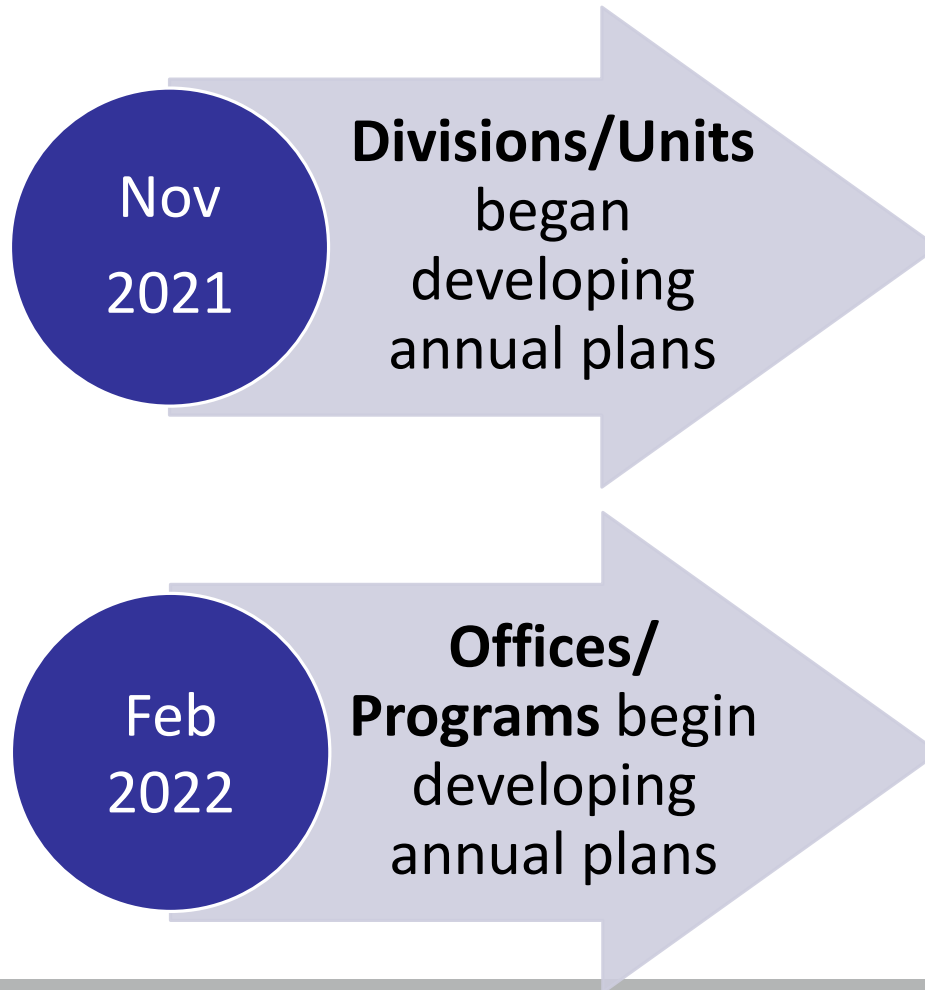 Nov
2021
Divisions/Units
began
developing
annual plans
Feb
2022
Offices/
Programs begin
developing
annual plans